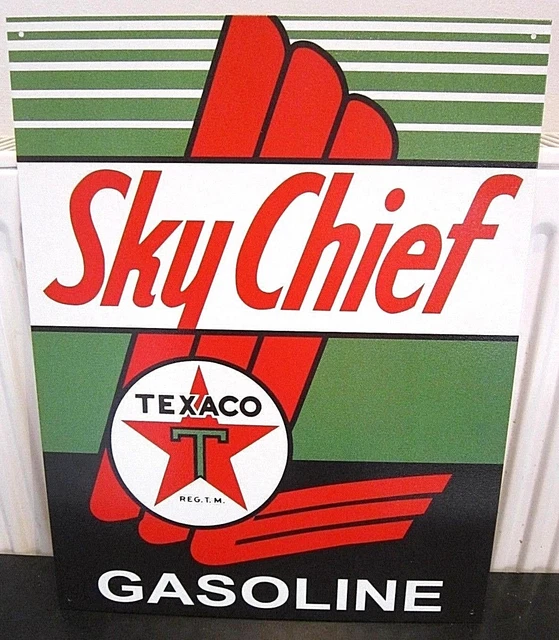 Sky Chief
TEXACO
T
REG. T. M.
GASOLINE